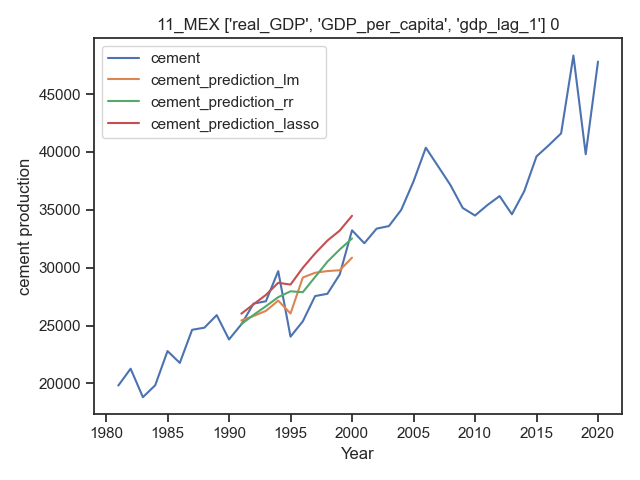 11_MEX ['real_GDP', 'GDP_per_capita', 'gdp_lag_1'] 0
cement
cement_prediction_lm
cement_prediction_rr
cement_prediction_lasso
45000
40000
35000
30000
25000
20000
cement production
1980 1985 1990 1995 2000 2005 2010 2015 2020
Year